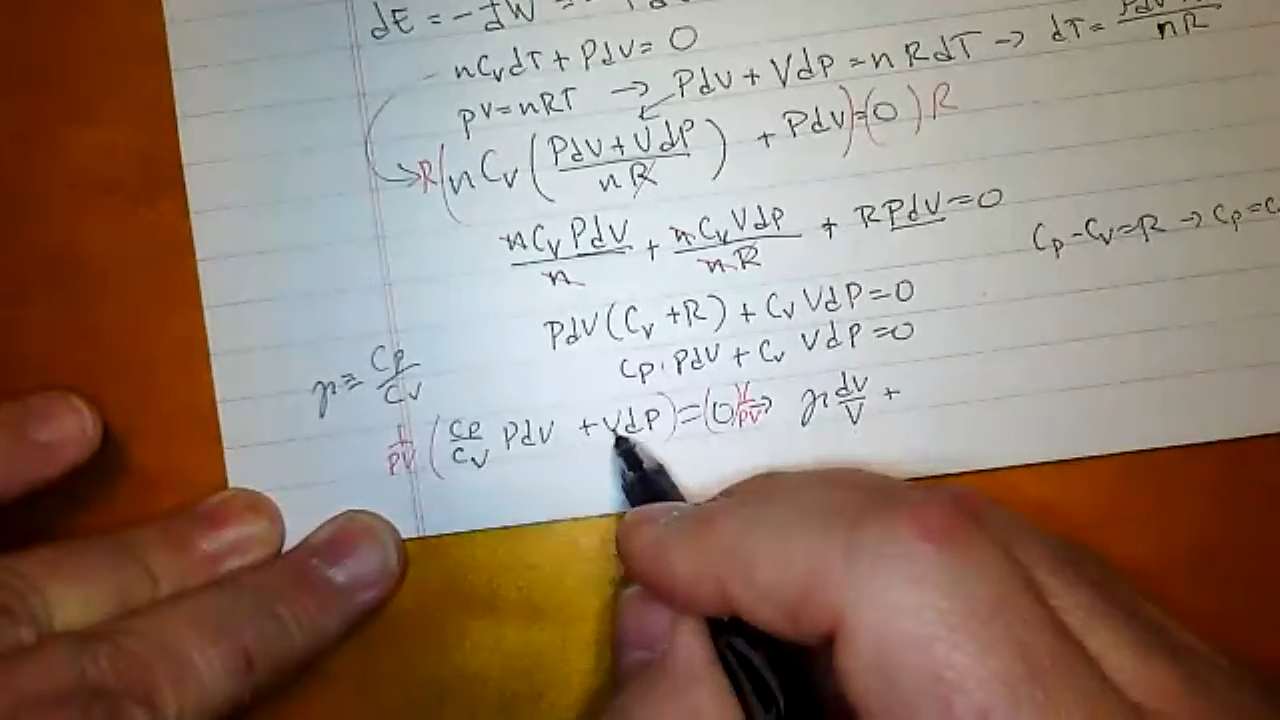 dE = -đW =
nCvdT + PdV = 0
PV = nRT → PdV + VdP = nRdT → dT = / nR
R(nCv((PdV + VdP)/(nR)) + PdV) = (0)R
nCvPdV/n + nCvVdP/nR + RPdV = 0
Cp - Cv = R → Cp =
PdV(Cv + R) + CvVdP = 0
Cp·PdV + Cv VdP = 0
γ ≡ Cp/Cv
1/PV (Cp/Cv PdV + VdP) = (0)1/PV ⇒ γ dV/V +